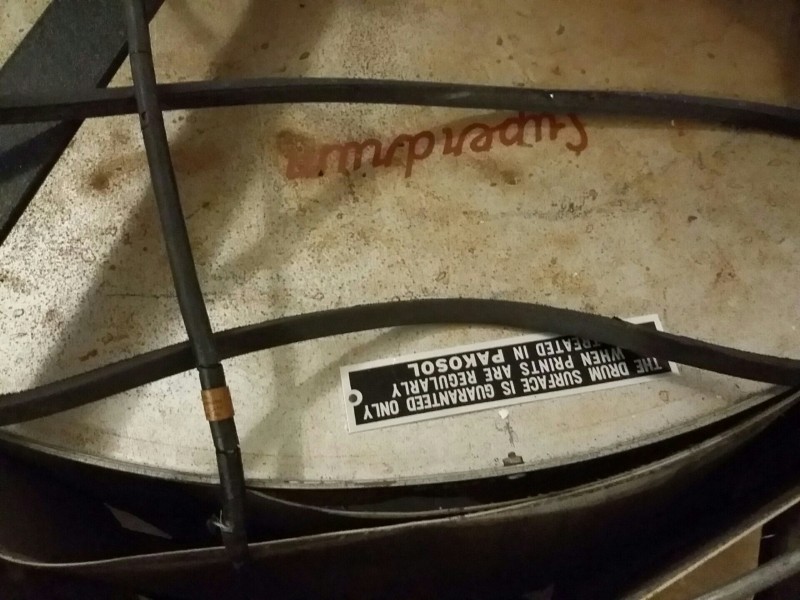 Superdrum
THE DRUM SURFACE IS GUARANTEED ONLY
WHEN PRINTS ARE REGULARLY
TREATED IN PAKOSOL